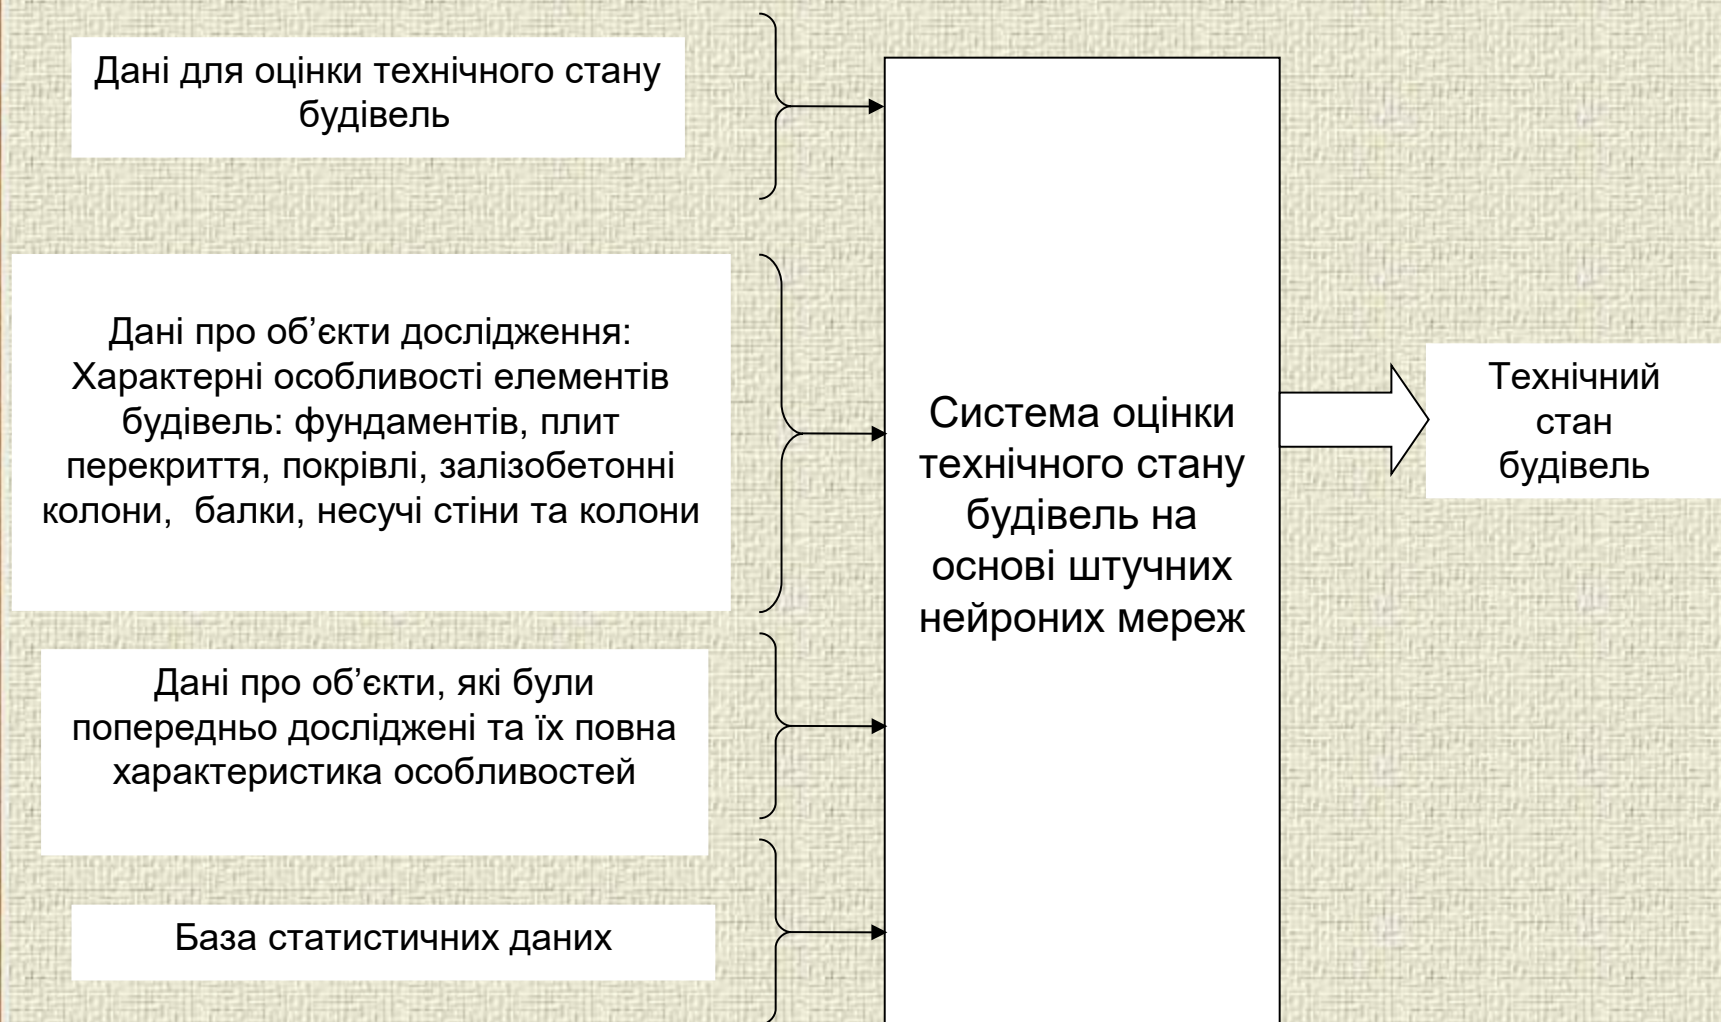 Дані для оцінки технічного стану
будівель
Дані про об’єкти дослідження:
Характерні особливості елементів
будівель: фундаментів, плит
перекриття, покрівлі, залізобетонні
колони,  балки, несучі стіни та колони
Дані про об’єкти, які були
попередньо досліджені та їх повна
характеристика особливостей
База статистичних даних
Система оцінки
технічного стану
будівель на
основі штучних
нейроних мереж
Технічний
стан
будівель